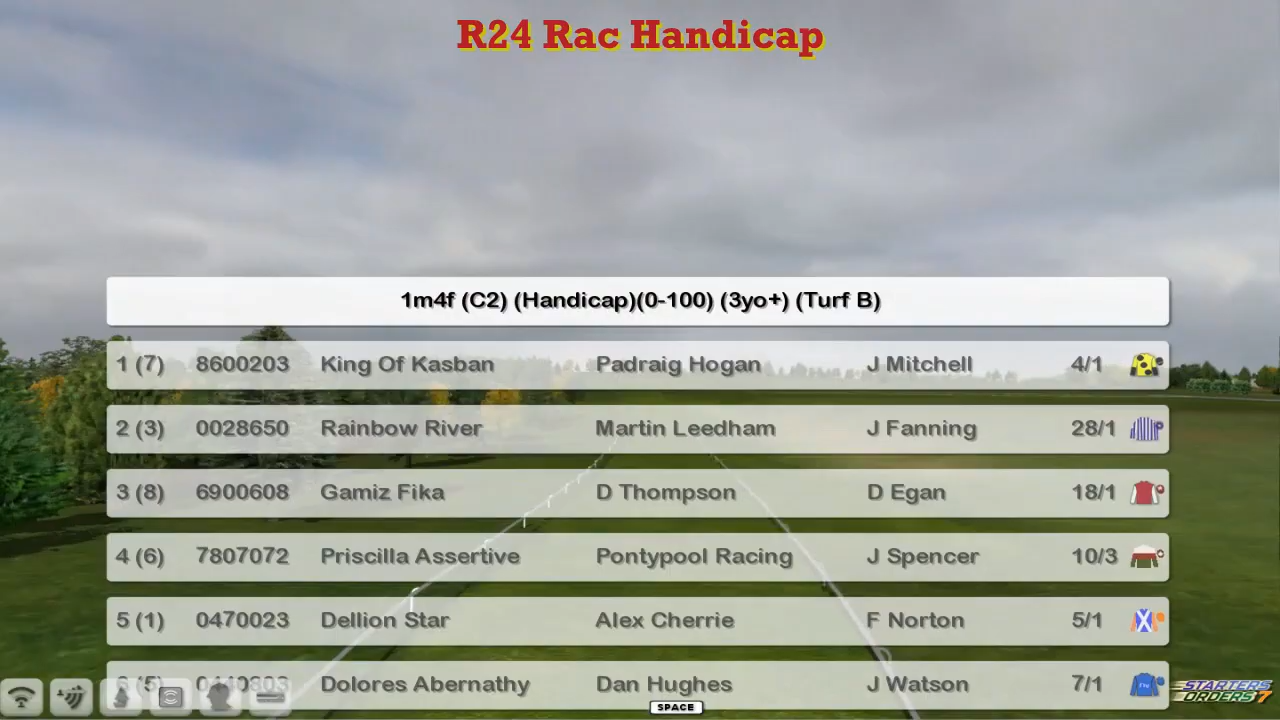 R24 Rac Handicap
1m4f (C2) (Handicap)(0-100) (3yo+) (Turf B)
1 (7) 8600203 King Of Kasban Padraig Hogan J Mitchell 4/1
2 (3) 0028650 Rainbow River Martin Leedham J Fanning 28/1
3 (8) 6900608 Gamiz Fika D Thompson D Egan 18/1
4 (6) 7807072 Priscilla Assertive Pontypool Racing J Spencer 10/3
5 (1) 0470023 Dellion Star Alex Cherrie F Norton 5/1
6 (5) Dolores Abernathy Dan Hughes J Watson 7/1
SPACE
STARTERS ORDERS 7